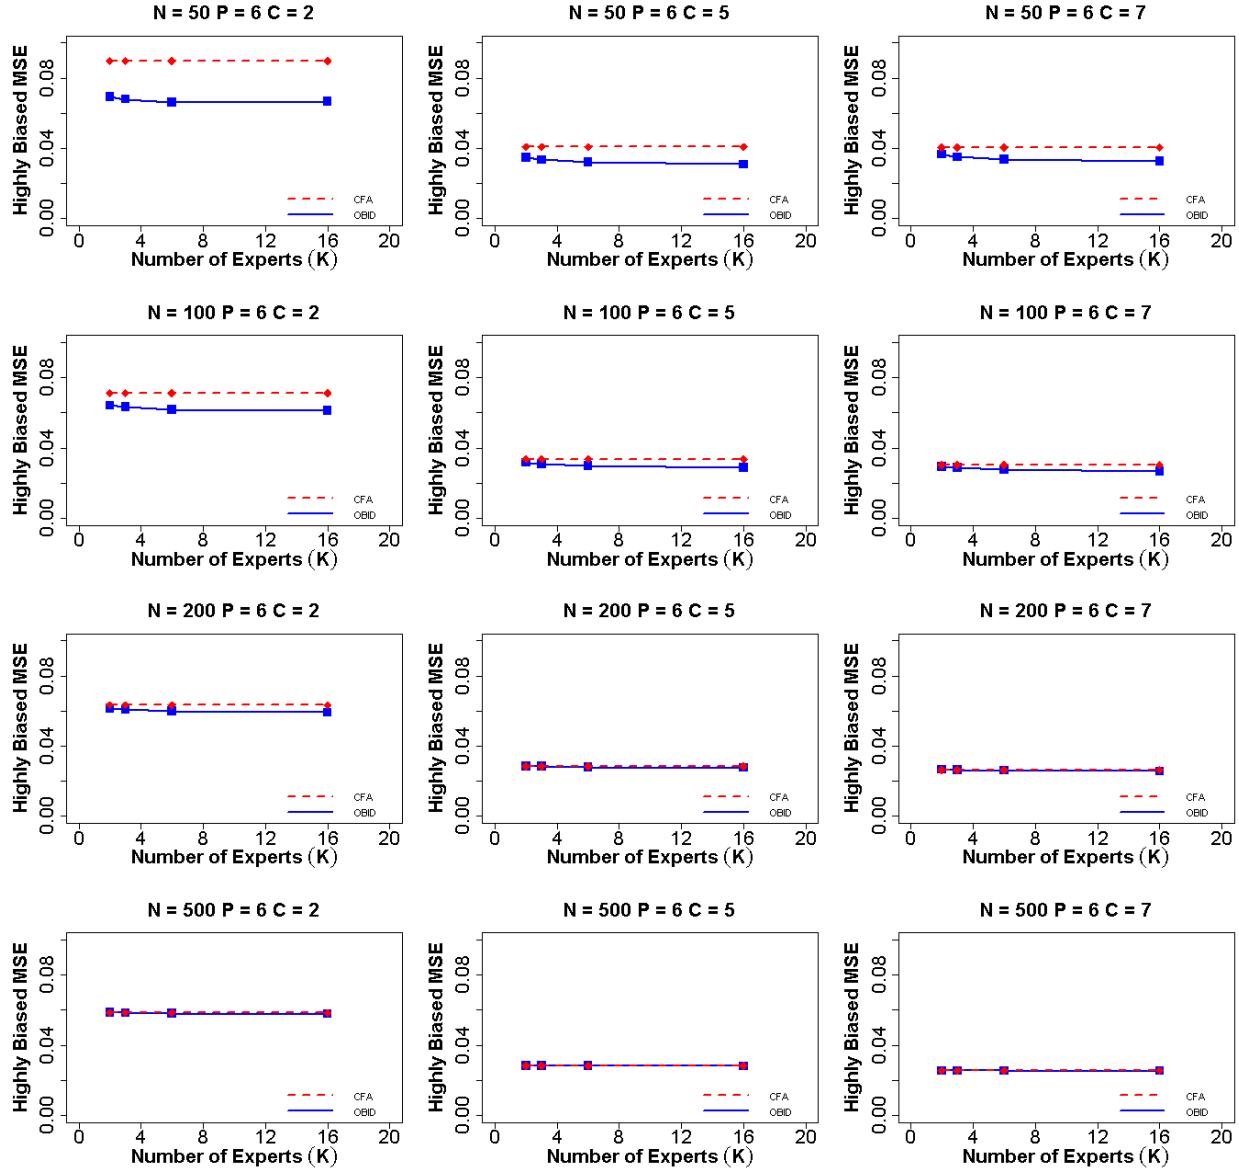 N = 50 P = 6 C = 2
Highly Biased MSE
0.00 0.04 0.08
CFA
OBID
0 4 8 12 16 20
Number of Experts (K)
N = 50 P = 6 C = 5
Highly Biased MSE
0.00 0.04 0.08
CFA
OBID
0 4 8 12 16 20
Number of Experts (K)
N = 50 P = 6 C = 7
Highly Biased MSE
0.00 0.04 0.08
CFA
OBID
0 4 8 12 16 20
Number of Experts (K)
N = 100 P = 6 C = 2
Highly Biased MSE
0.00 0.04 0.08
CFA
OBID
0 4 8 12 16 20
Number of Experts (K)
N = 100 P = 6 C = 5
Highly Biased MSE
0.00 0.04 0.08
CFA
OBID
0 4 8 12 16 20
Number of Experts (K)
N = 100 P = 6 C = 7
Highly Biased MSE
0.00 0.04 0.08
CFA
OBID
0 4 8 12 16 20
Number of Experts (K)
N = 200 P = 6 C = 2
Highly Biased MSE
0.00 0.04 0.08
CFA
OBID
0 4 8 12 16 20
Number of Experts (K)
N = 200 P = 6 C = 5
Highly Biased MSE
0.00 0.04 0.08
CFA
OBID
0 4 8 12 16 20
Number of Experts (K)
N = 200 P = 6 C = 7
Highly Biased MSE
0.00 0.04 0.08
CFA
OBID
0 4 8 12 16 20
Number of Experts (K)
N = 500 P = 6 C = 2
Highly Biased MSE
0.00 0.04 0.08
CFA
OBID
0 4 8 12 16 20
Number of Experts (K)
N = 500 P = 6 C = 5
Highly Biased MSE
0.00 0.04 0.08
CFA
OBID
0 4 8 12 16 20
Number of Experts (K)
N = 500 P = 6 C = 7
Highly Biased MSE
0.00 0.04 0.08
CFA
OBID
0 4 8 12 16 20
Number of Experts (K)